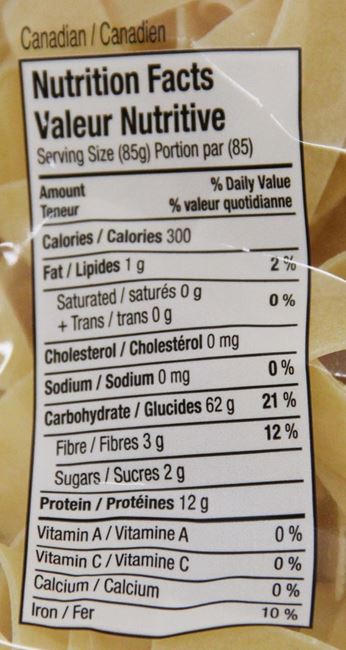 Canadian / Canadien
Nutrition Facts
Valeur Nutritive
Serving Size (85g) Portion par (85)
Amount % Daily Value
Teneur % valeur quotidianne
Calories / Calories 300
Fat / Lipides 1 g 2 %
Saturated / saturés 0 g 0 %
+ Trans / trans 0 g
Cholesterol / Cholestérol 0 mg
Sodium / Sodium 0 mg 0 %
Carbohydrate / Glucides 62 g 21 %
Fibre / Fibres 3 g 12 %
Sugars / Sucres 2 g
Protein / Protéines 12 g
Vitamin A / Vitamine A 0 %
Vitamin C / Vitamine C 0 %
Calcium / Calcium 0 %
Iron / Fer 10 %